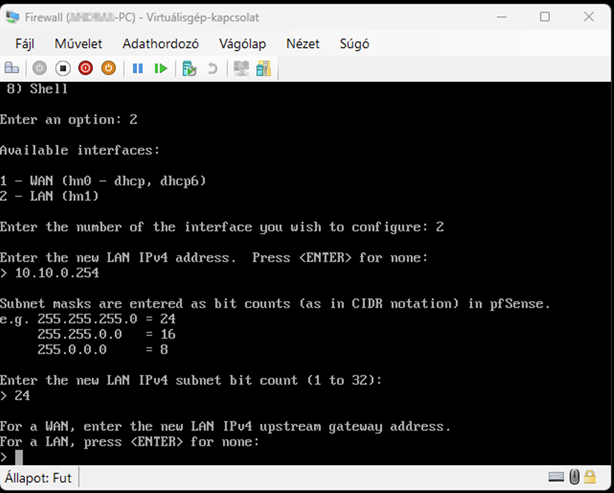 Firewall (-PC) - Virtuálisgép-kapcsolat
Fájl Művelet Adathordozó Vágólap Nézet Súgó
8) Shell
Enter an option: 2
Available interfaces:
1 - WAN (hn0 - dhcp, dhcp6)
2 - LAN (hn1)
Enter the number of the interface you wish to configure: 2
Enter the new LAN IPv4 address.  Press <ENTER> for none:
> 10.10.0.254
Subnet masks are entered as bit counts (as in CIDR notation) in pfSense.
e.g. 255.255.255.0 = 24
     255.255.0.0   = 16
     255.0.0.0     = 8
Enter the new LAN IPv4 subnet bit count (1 to 32):
> 24
For a WAN, enter the new LAN IPv4 upstream gateway address.
For a LAN, press <ENTER> for none:
>
Állapot: Fut